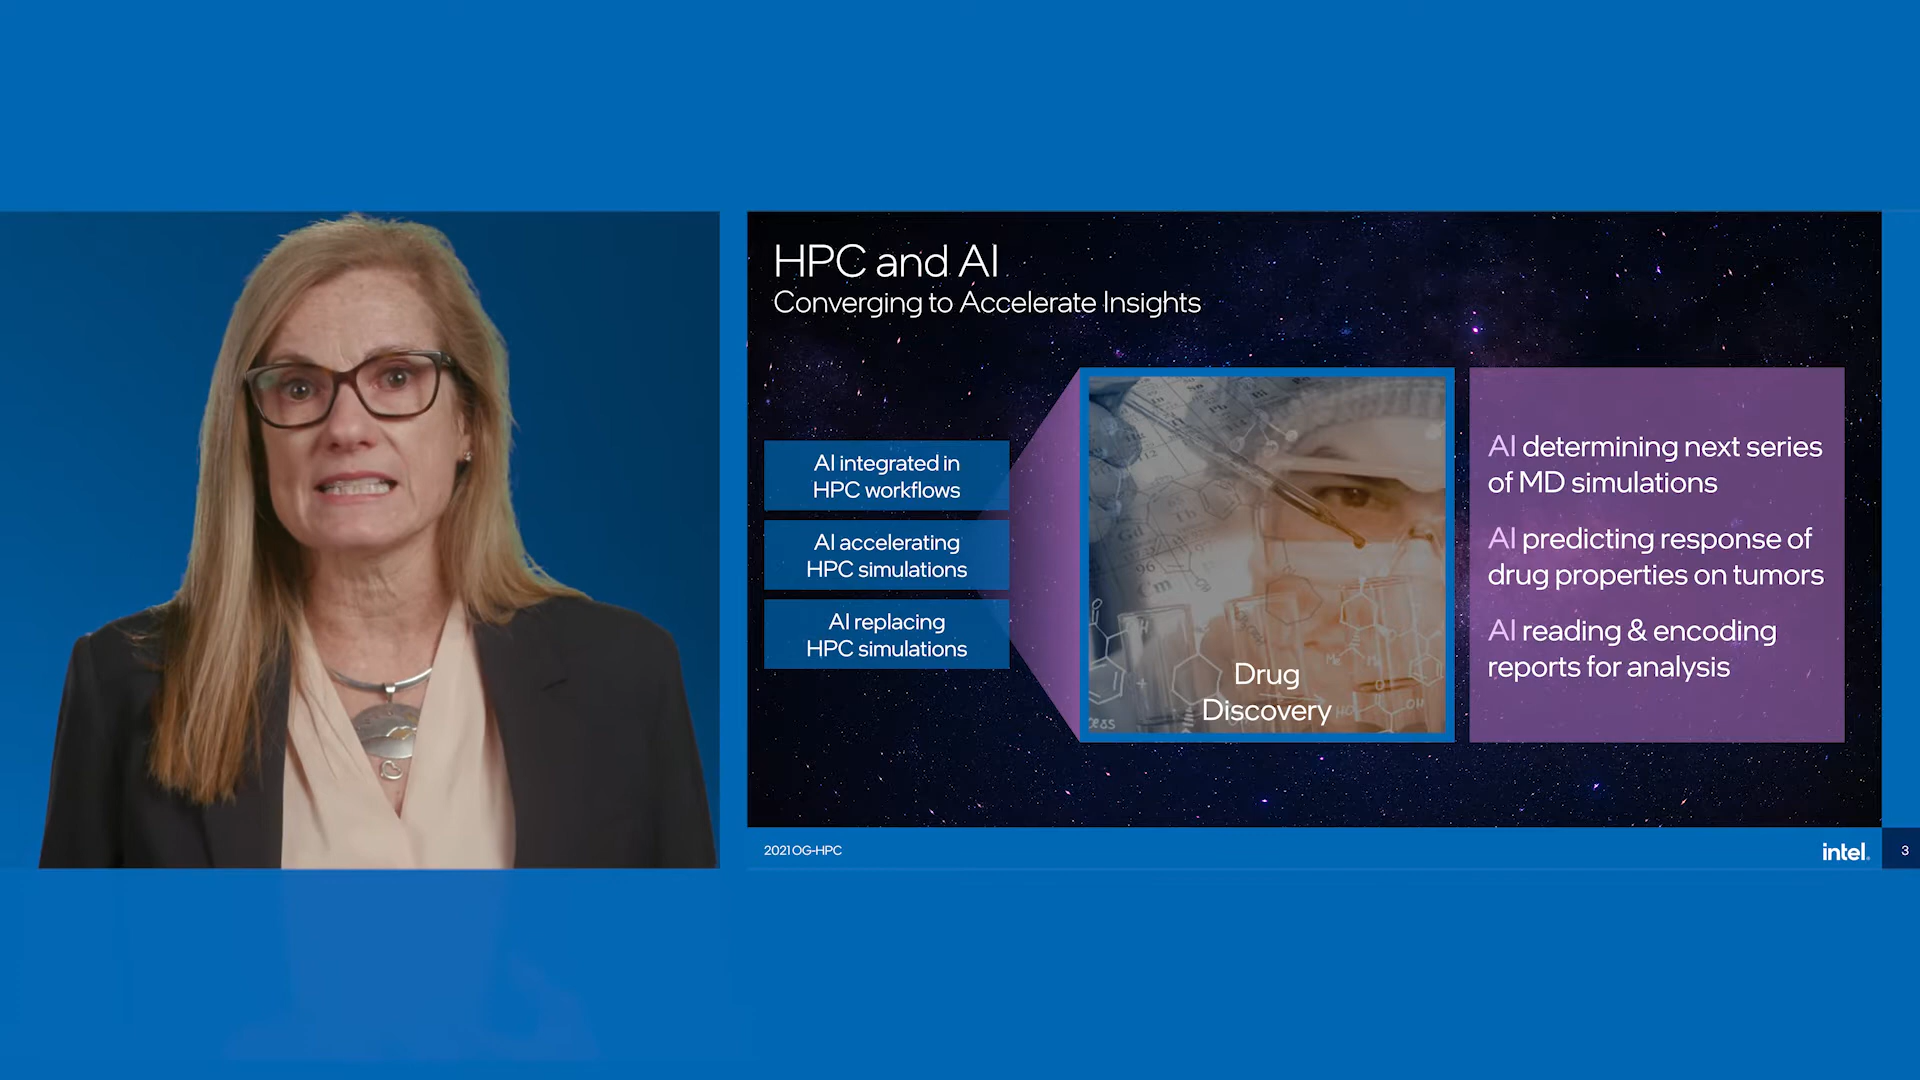 HPC and AI
Converging to Accelerate Insights
AI integrated in
HPC workflows
AI accelerating
HPC simulations
AI replacing
HPC simulations
Drug
Discovery
AI determining next series
of MD simulations
AI predicting response of
drug properties on tumors
AI reading & encoding
reports for analysis
2021 OG-HPC
intel.
3